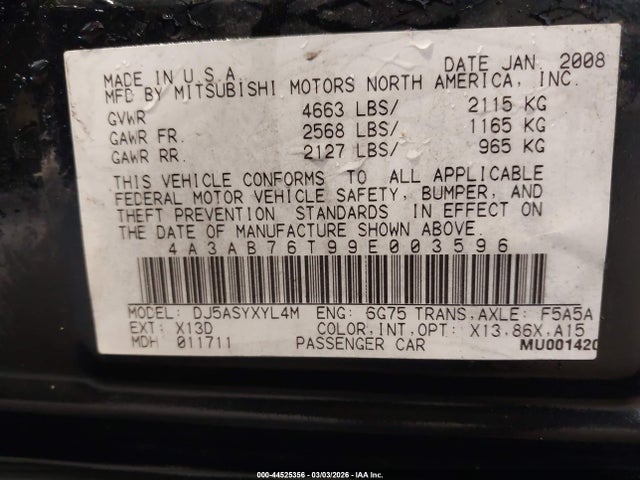 DATE JAN. 2008
MADE IN U.S.A
MFD BY MITSUBISHI MOTORS NORTH AMERICA, INC.
GVWR 4663 LBS/ 2115 KG
GAWR FR. 2568 LBS/ 1165 KG
GAWR RR. 2127 LBS/ 965 KG
THIS VEHICLE CONFORMS TO ALL APPLICABLE
FEDERAL MOTOR VEHICLE SAFETY, BUMPER, AND
THEFT PREVENTION STANDARDS IN EFFECT ON
THE DATE OF MANUFACTURE SHOWN ABOVE.
4A3AB76T99E003596
MODEL: DJ5ASYXYL4M ENG: 6G75 TRANS,AXLE: F5A5A
EXT: X13D COLOR,INT,OPT: X13,86X,A15
MDH 011711 PASSENGER CAR MU001420
000-44525356 | 03/03/2026 - IAA Inc.